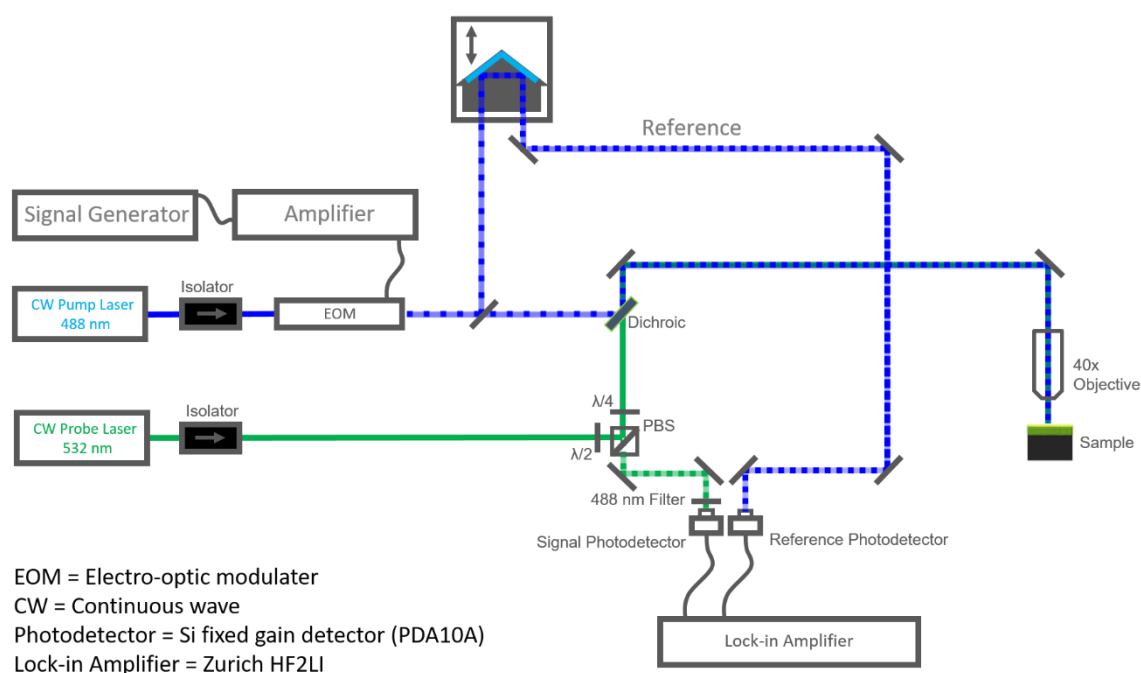 Reference
Signal Generator
Amplifier
Isolator
CW Pump Laser
488 nm
EOM
Dichroic
40x
Objective
Isolator
λ/4
PBS
CW Probe Laser
532 nm
λ/2
Sample
488 nm Filter
Signal Photodetector
Reference Photodetector
EOM = Electro-optic modulater
CW = Continuous wave
Photodetector = Si fixed gain detector (PDA10A)
Lock-in Amplifier
Lock-in Amplifier = Zurich HF2LI